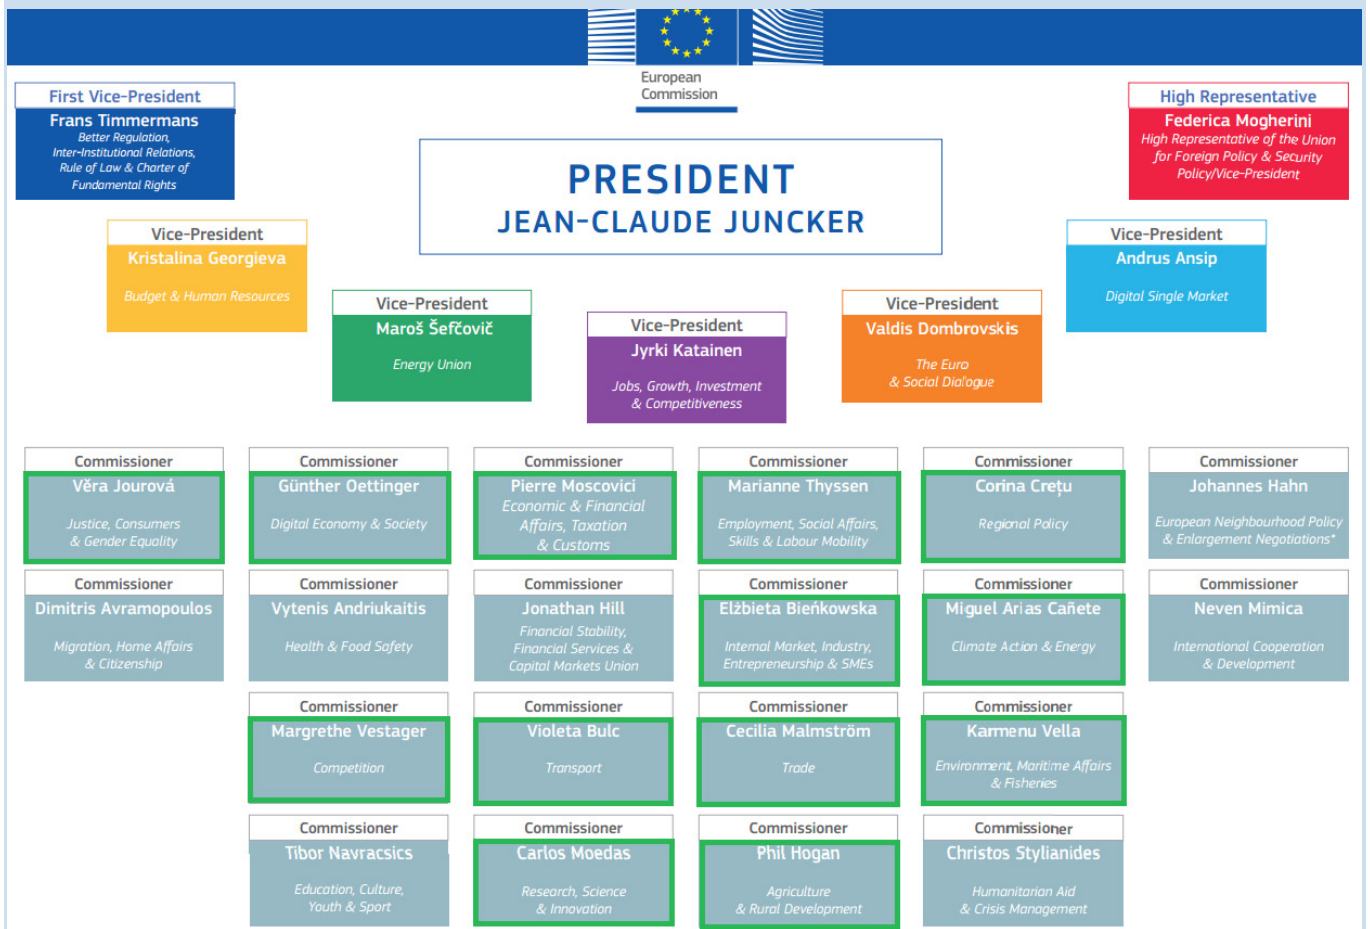 European
Commission
First Vice-President
Frans Timmermans
Better Regulation,
Inter-Institutional Relations,
Rule of Law & Charter of
Fundamental Rights
High Representative
Federica Mogherini
High Representative of the Union
for Foreign Policy & Security
Policy/Vice-President
PRESIDENT
JEAN-CLAUDE JUNCKER
Vice-President
Kristalina Georgieva
Budget & Human Resources
Vice-President
Andrus Ansip
Digital Single Market
Vice-President
Maroš Šefčovič
Energy Union
Vice-President
Jyrki Katainen
Jobs, Growth, Investment
& Competitiveness
Vice-President
Valdis Dombrovskis
The Euro
& Social Dialogue
Commissioner
Věra Jourová
Justice, Consumers
& Gender Equality
Commissioner
Günther Oettinger
Digital Economy & Society
Commissioner
Pierre Moscovici
Economic & Financial
Affairs, Taxation
& Customs
Commissioner
Marianne Thyssen
Employment, Social Affairs,
Skills & Labour Mobility
Commissioner
Corina Crețu
Regional Policy
Commissioner
Johannes Hahn
European Neighbourhood Policy
& Enlargement Negotiations*
Commissioner
Dimitris Avramopoulos
Migration, Home Affairs
& Citizenship
Commissioner
Vytenis Andriukaitis
Health & Food Safety
Commissioner
Jonathan Hill
Financial Stability,
Financial Services &
Capital Markets Union
Commissioner
Elżbieta Bieńkowska
Internal Market, Industry,
Entrepreneurship & SMEs
Commissioner
Miguel Arias Cañete
Climate Action & Energy
Commissioner
Neven Mimica
International Cooperation
& Development
Commissioner
Margrethe Vestager
Competition
Commissioner
Violeta Bulc
Transport
Commissioner
Cecilia Malmström
Trade
Commissioner
Karmenu Vella
Environment, Maritime Affairs
& Fisheries
Commissioner
Tibor Navracsics
Education, Culture,
Youth & Sport
Commissioner
Carlos Moedas
Research, Science
& Innovation
Commissioner
Phil Hogan
Agriculture
& Rural Development
Commissioner
Christos Stylianides
Humanitarian Aid
& Crisis Management